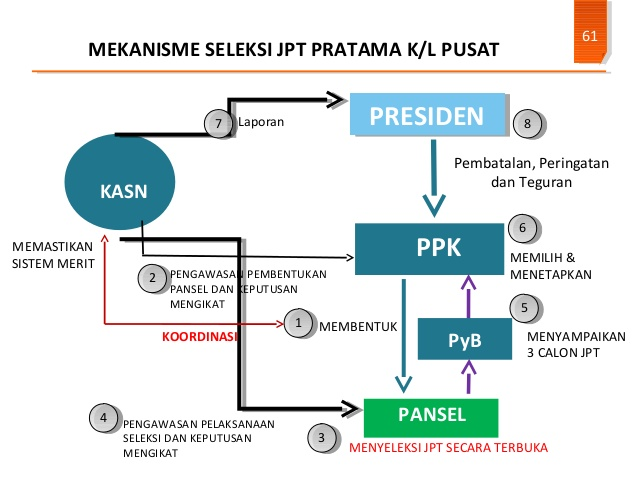 61
MEKANISME SELEKSI JPT PRATAMA K/L PUSAT
7
Laporan
PRESIDEN
8
Pembatalan, Peringatan
dan Teguran
KASN
PPK
6
MEMILIH &
MENETAPKAN
MEMASTIKAN
SISTEM MERIT
2
PENGAWASAN PEMBENTUKAN
PANSEL DAN KEPUTUSAN
MENGIKAT
1
MEMBENTUK
KOORDINASI
5
PyB
MENYAMPAIKAN
3 CALON JPT
4
PENGAWASAN PELAKSANAAN
SELEKSI DAN KEPUTUSAN
MENGIKAT
PANSEL
3
MENYELEKSI JPT SECARA TERBUKA